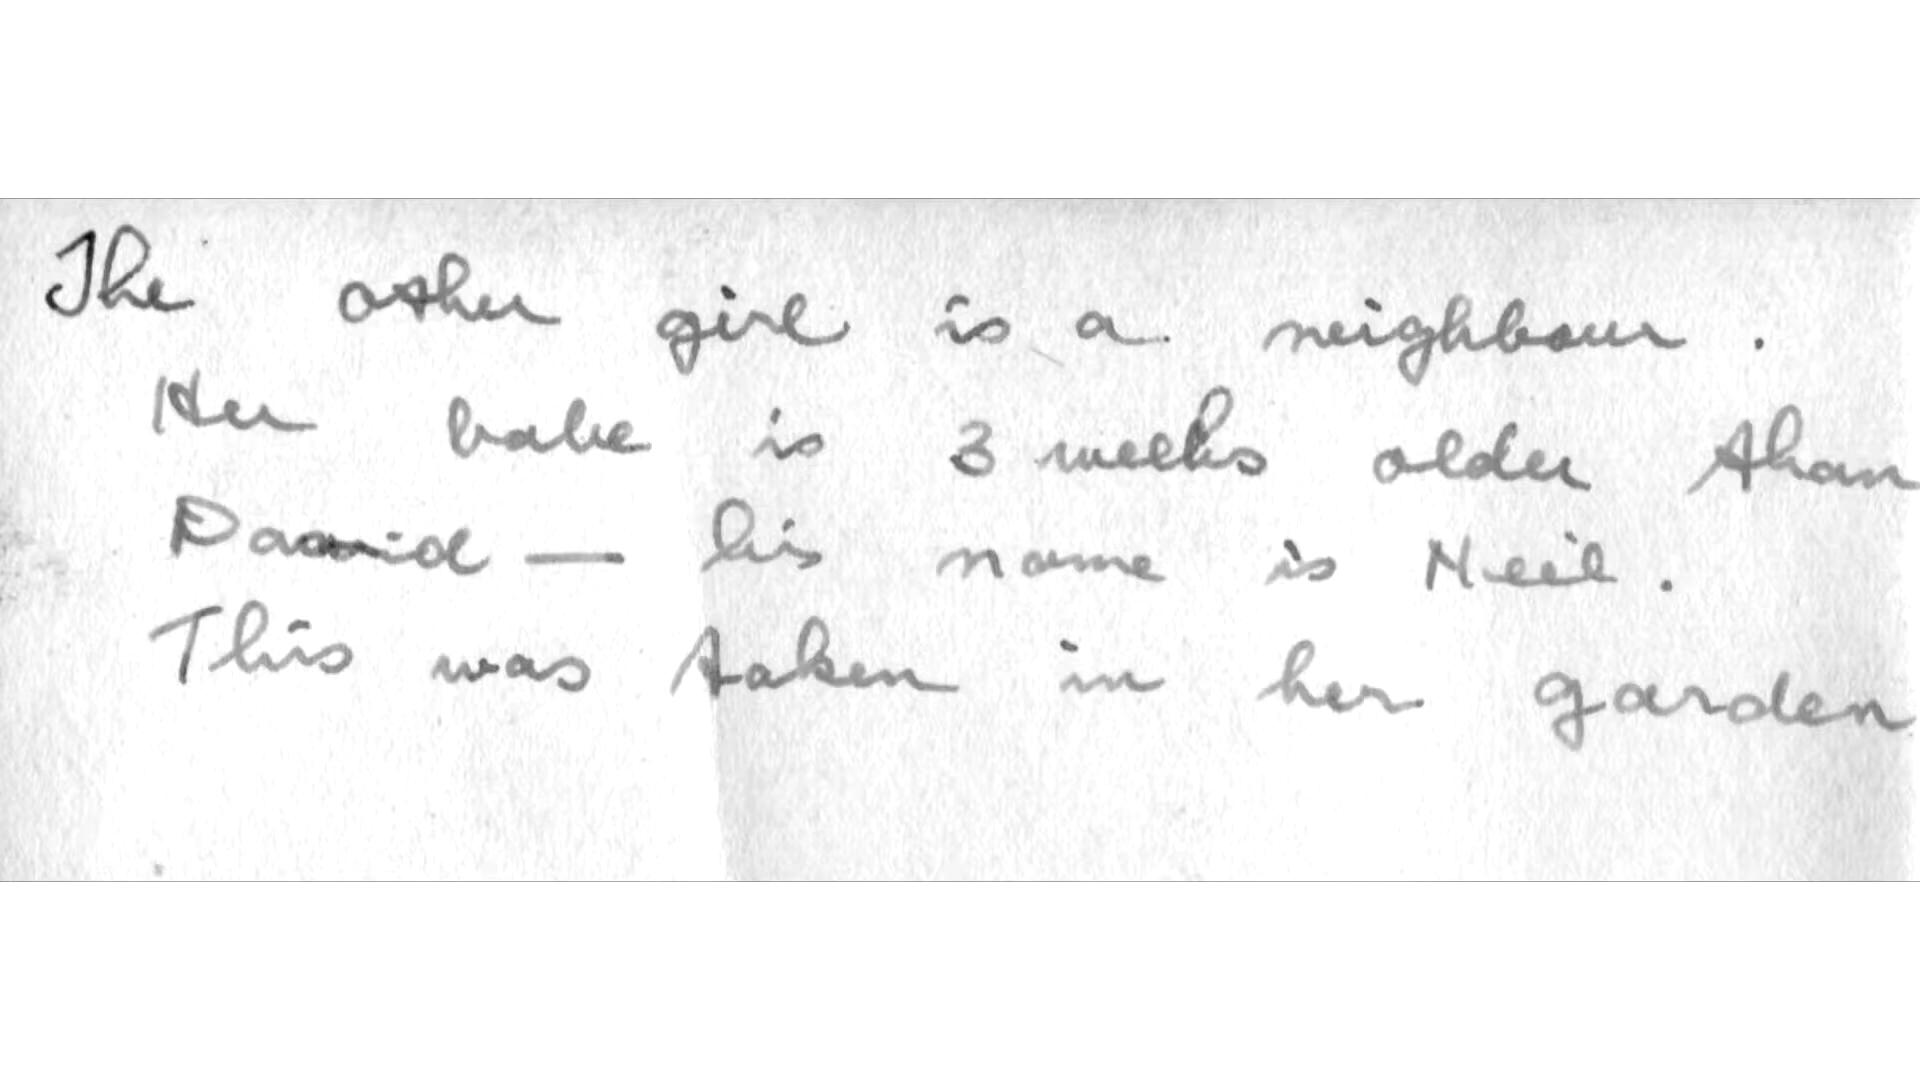 The other girl is a neighbour.
Her babe is 3 weeks older than
David — his name is Neil.
This was taken in her garden